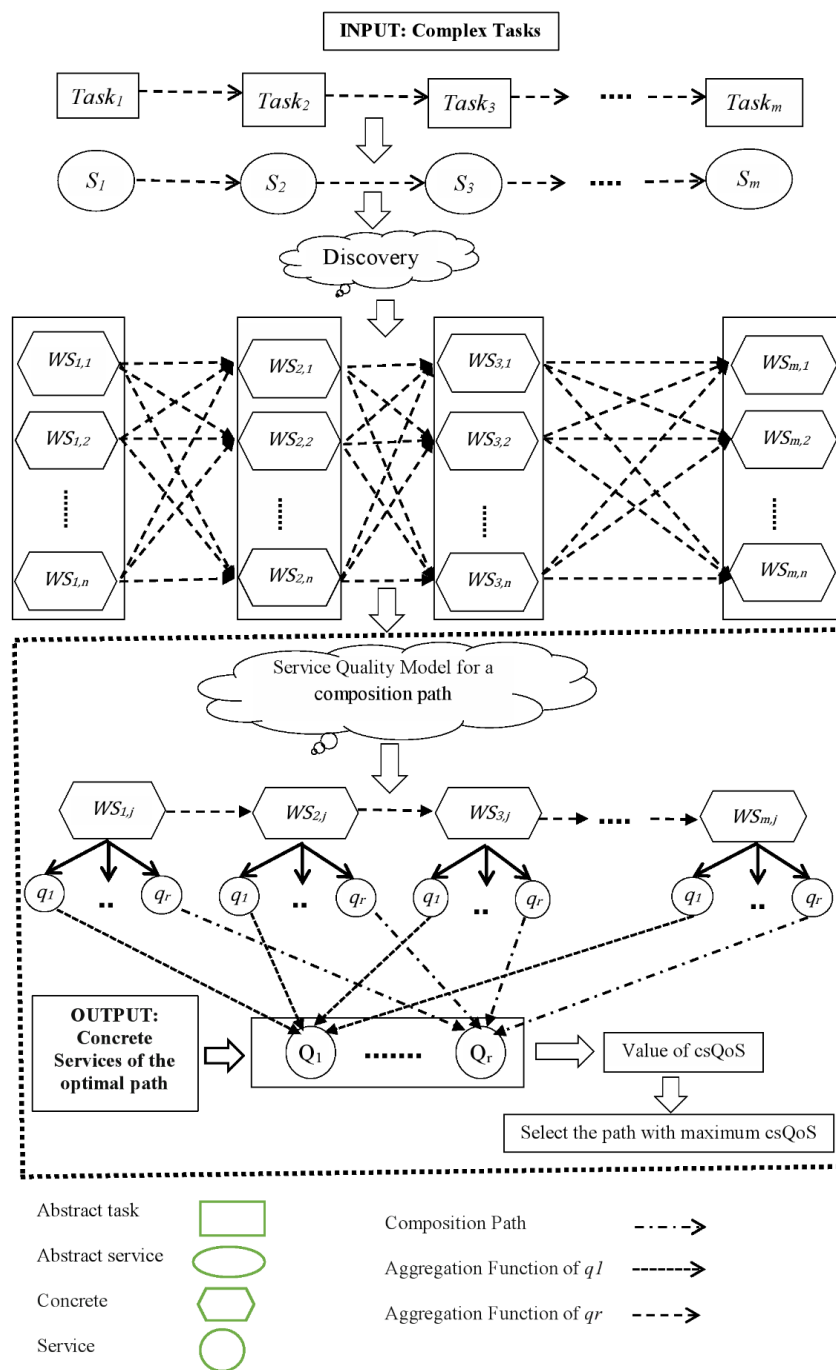 INPUT: Complex Tasks
Task1 Task2 Task3 .... Taskm
S1 S2 S3 .... Sm
Discovery
WS1,1 WS2,1 WS3,1 WSm,1
WS1,2 WS2,2 WS3,2 WSm,2
WS1,n WS2,n WS3,n WSm,n
Service Quality Model for a
composition path
WS1,j WS2,j WS3,j .... WSm,j
q1 .. qr q1 .. qr q1 .. qr q1 .. qr
OUTPUT:
Concrete
Services of the
optimal path
Q1 ....... Qr
Value of csQoS
Select the path with maximum csQoS
Abstract task
Abstract service
Concrete
Service
Composition Path
Aggregation Function of q1
Aggregation Function of qr